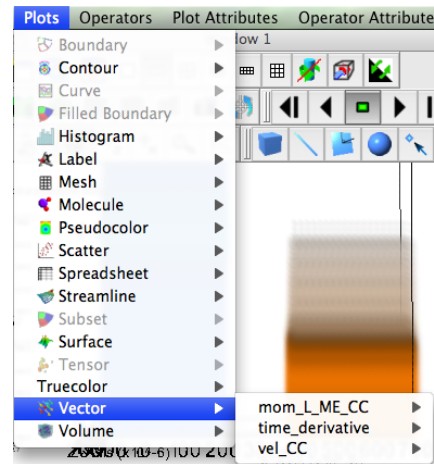 Plots Operators Plot Attributes Operator Attribute
Boundary
Contour
Curve
Filled Boundary
Histogram
Label
Mesh
Molecule
Pseudocolor
Scatter
Spreadsheet
Streamline
Subset
Surface
Tensor
Truecolor
Vector
Volume
mom_L_ME_CC
time_derivative
vel_CC